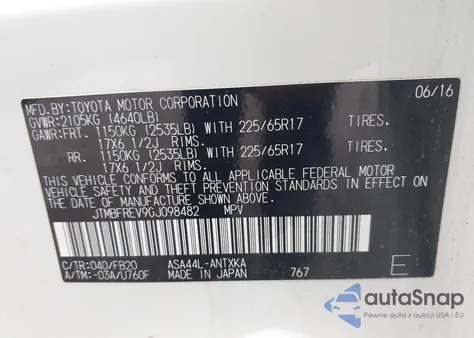 MFD.BY:TOYOTA MOTOR CORPORATION 06/16
GVWR:2105KG (4640LB)
GAWR:FRT. 1150KG (2535LB) WITH 225/65R17 TIRES.
17X6 1/2J RIMS.
RR. 1150KG (2535LB) WITH 225/65R17 TIRES.
17X6 1/2J RIMS.
THIS VEHICLE CONFORMS TO ALL APPLICABLE FEDERAL MOTOR
VEHICLE SAFETY AND THEFT PREVENTION STANDARDS IN EFFECT
ON THE DATE OF MANUFACTURE SHOWN ABOVE.
JTMBFREV9GJ098482 MPV
C/TR:040/FB20 ASA44L-ANTXKA
A/TM:-03A/U760F MADE IN JAPAN 767 E
autoSnap
Pewne auta z aukcji w USA i Kanadzie